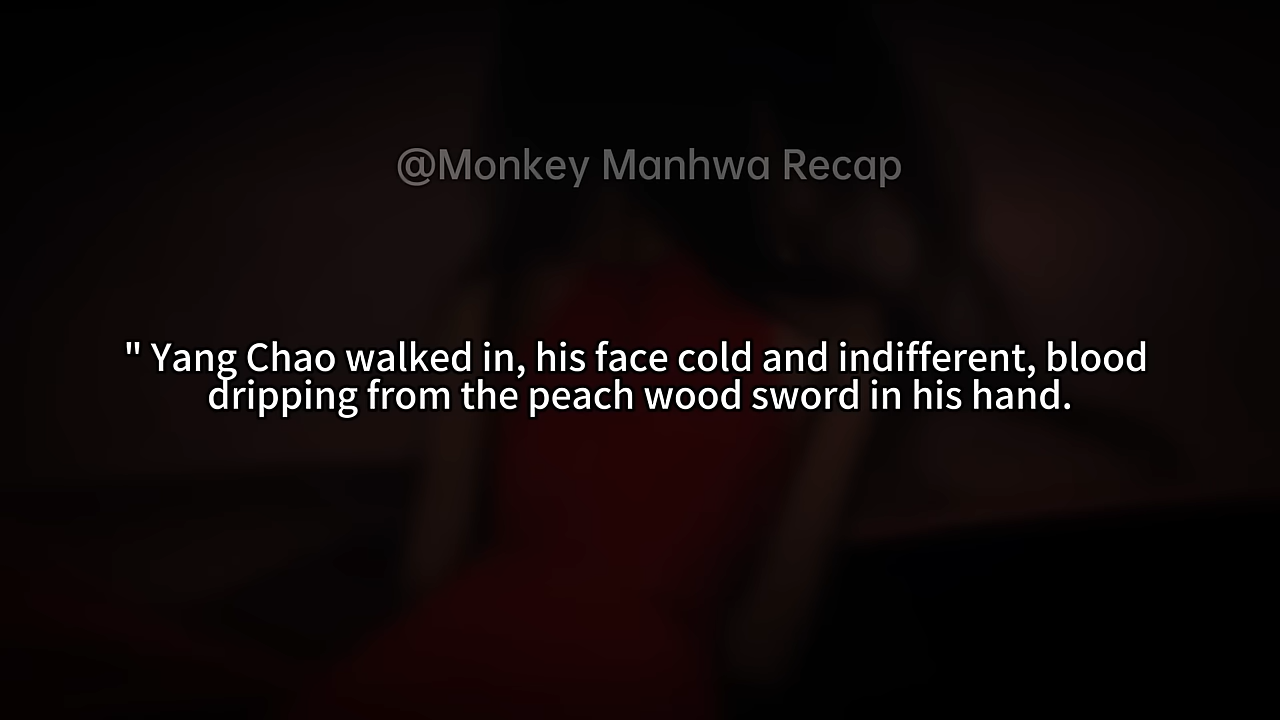 @Monkey Manhwa Recap
" Yang Chao walked in, his face cold and indifferent, blood
dripping from the peach wood sword in his hand.